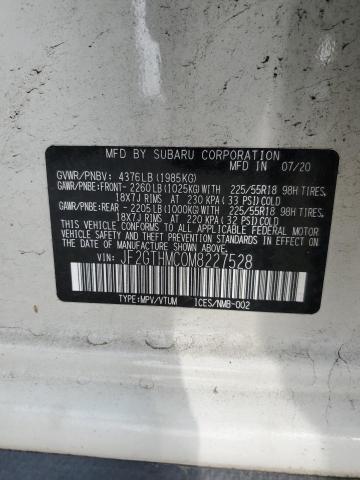 MFD BY SUBARU CORPORATION
MFD IN 07/20
GVWR/PNBV: 4376LB(1985KG)
GAWR/PNBE:FRONT- 2260LB(1025KG)WITH 225/55R18 98H TIRES,
18X7J RIMS AT 230 KPA(33 PSI)COLD
GAWR/PNBE:REAR - 2205LB(1000KG)WITH 225/55R18 98H TIRES,
18X7J RIMS AT 220 KPA(32 PSI)COLD
THIS VEHICLE CONFORMS TO ALL APPLICABLE
FEDERAL MOTOR VEHICLE SAFETY STANDARDS
IN EFFECT ON THE DATE OF MANUFACTURE
SHOWN ABOVE.
VIN: JF2GTHMC0M8227528
TYPE:MPV/VTUM ICES/NMB-002